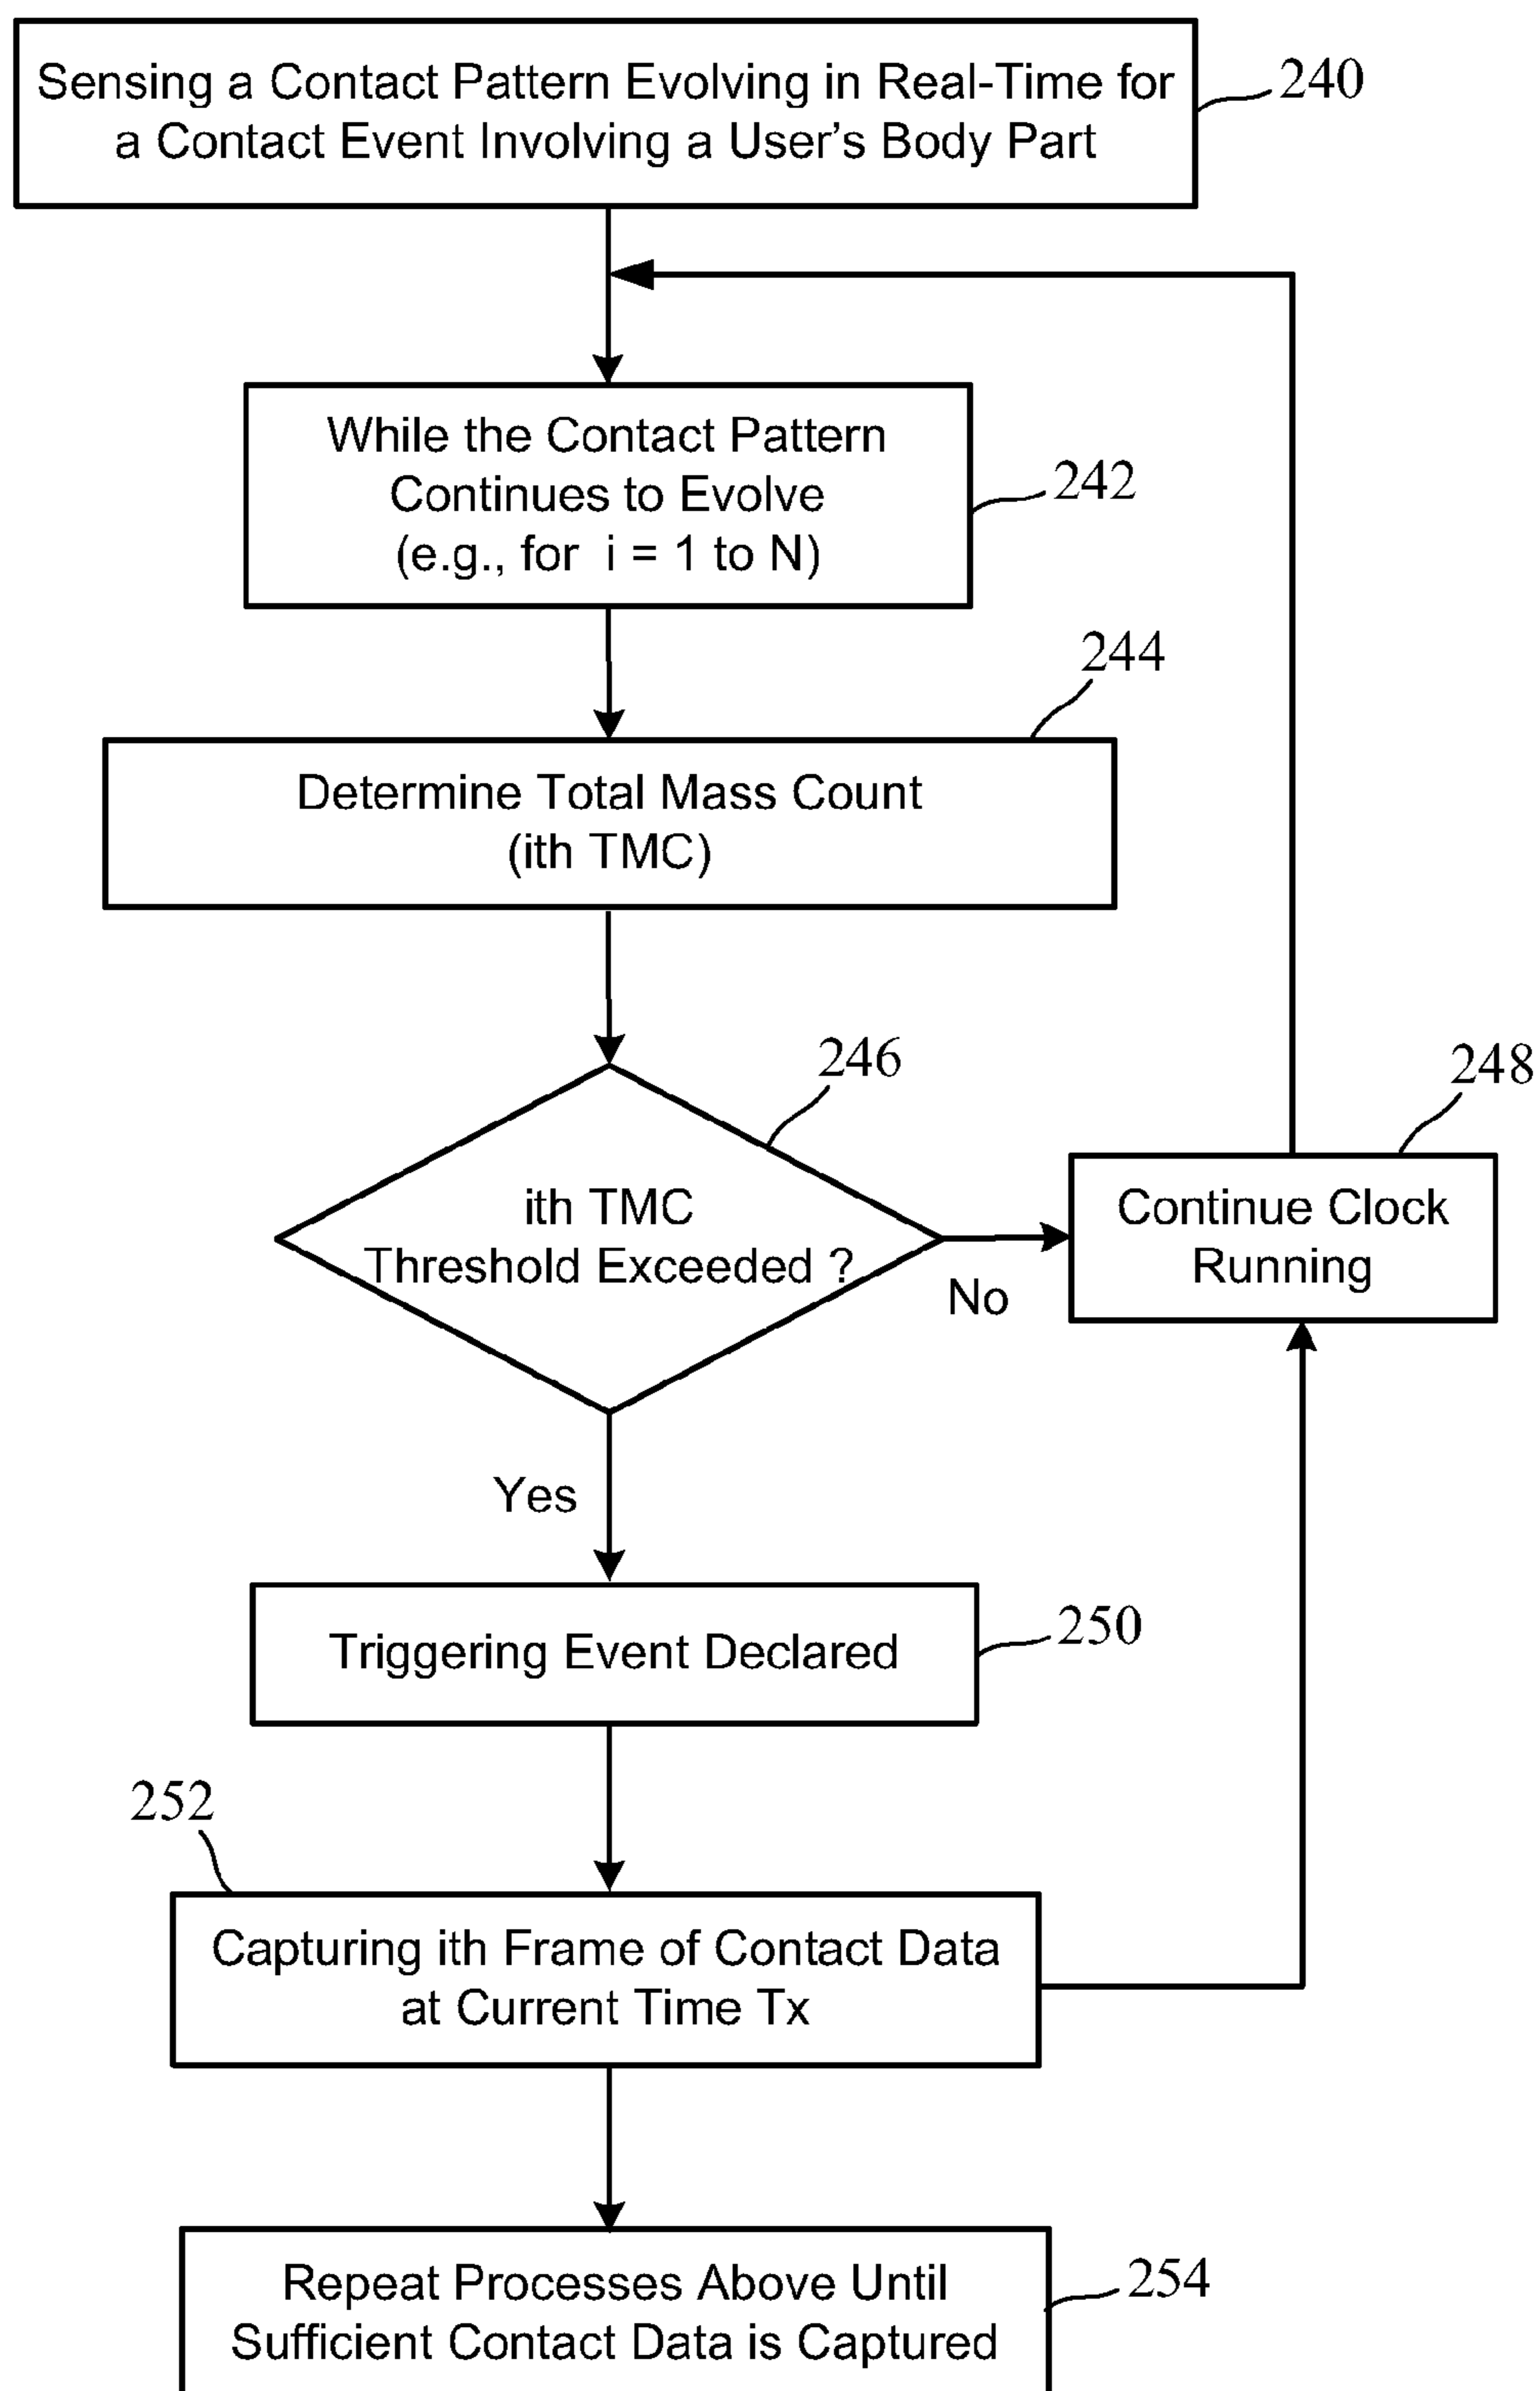 Sensing a Contact Pattern Evolving in Real-Time for
a Contact Event Involving a User's Body Part
240
While the Contact Pattern
Continues to Evolve
(e.g., for i = 1 to N)
242
244
Determine Total Mass Count
(ith TMC)
246
ith TMC
Threshold Exceeded ?
No
248
Continue Clock
Running
Yes
Triggering Event Declared
250
252
Capturing ith Frame of Contact Data
at Current Time Tx
Repeat Processes Above Until
Sufficient Contact Data is Captured
254